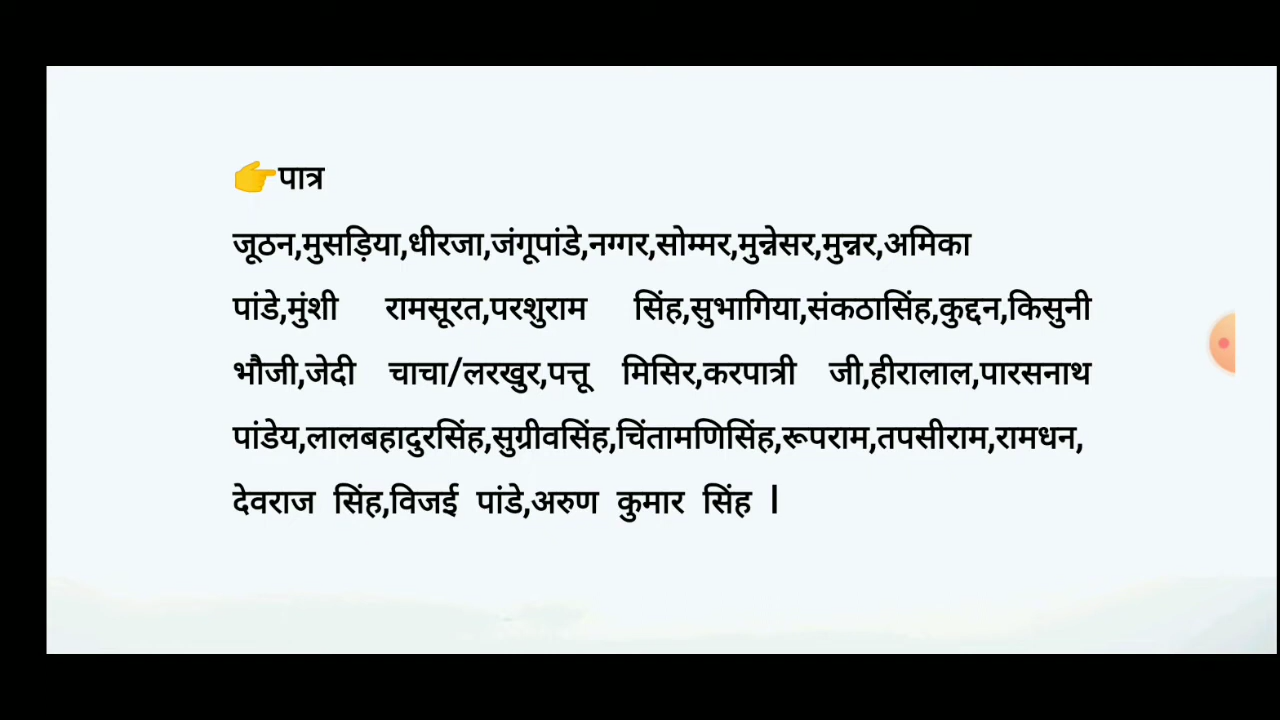 👉पात्र
जूठन,मुसड़िया,धीरजा,जंगूपांडे,नग्गर,सोम्मर,मुन्नेसर,मुन्नर,अमिका
पांडे,मुंशी रामसूरत,परशुराम सिंह,सुभागिया,संकठासिंह,कुद्दन,किसुनी
भौजी,जेदी चाचा/लरखुर,पत्तू मिसिर,करपात्री जी,हीरालाल,पारसनाथ
पांडेय,लालबहादुरसिंह,सुग्रीवसिंह,चिंतामणिसिंह,रूपराम,तपसीराम,रामधन,
देवराज सिंह,विजई पांडे,अरुण कुमार सिंह ।